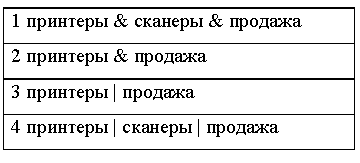 1 принтеры & сканеры & продажа
2 принтеры & продажа
3 принтеры | продажа
4 принтеры | сканеры | продажа